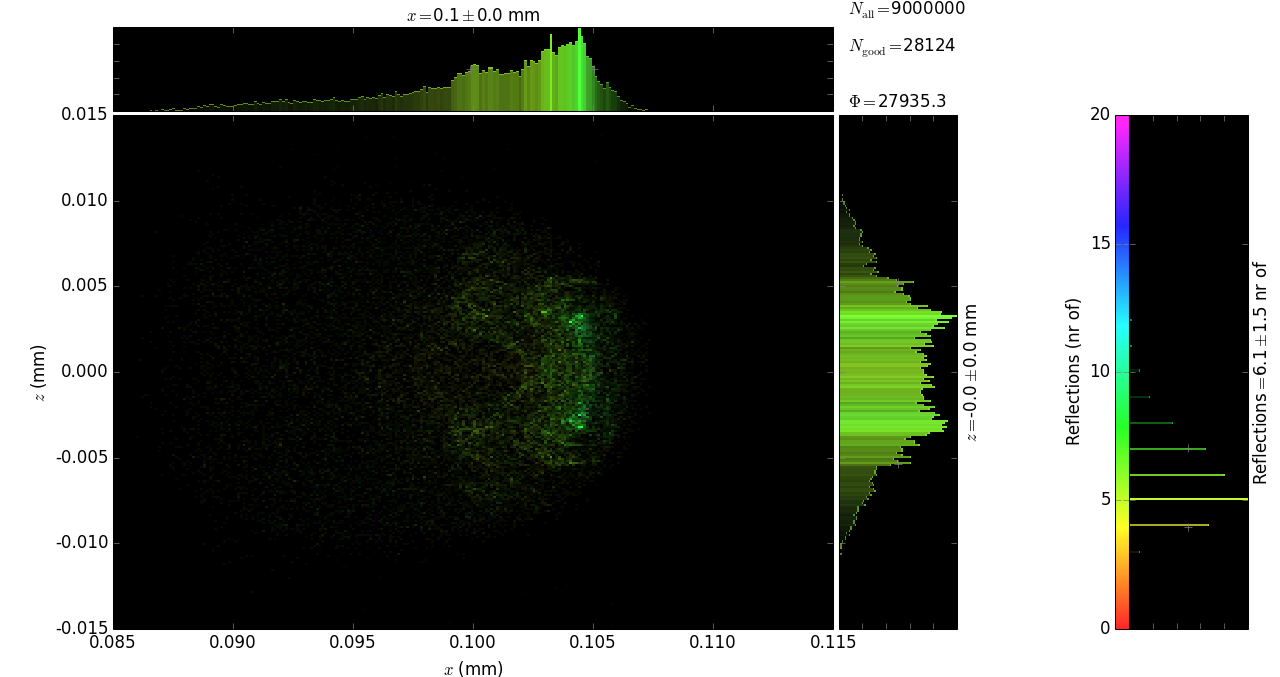 x=0.1±0.0 mm
N_all=9000000
N_good=28124
Φ=27935.3
0.015
0.010
0.005
0.000
-0.005
-0.010
-0.015
z (mm)
0.085
0.090
0.095
0.100
0.105
0.110
0.115
x (mm)
z=-0.0±0.0 mm
20
15
10
5
0
Reflections (nr of)
Reflections =6.1±1.5 nr of